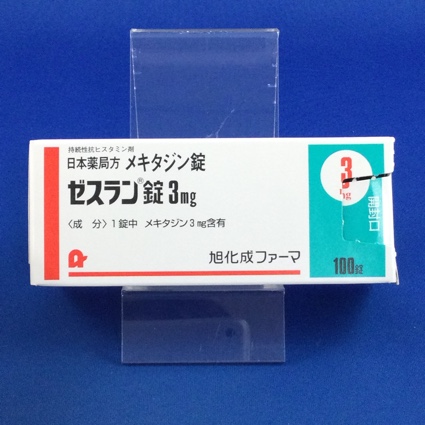 持続性抗ヒスタミン剤
日本薬局方 メキタジン錠
ゼスラン®錠3mg
〈成 分〉1錠中 メキタジン3mg含有
旭化成ファーマ
3
mg
開封口
100錠